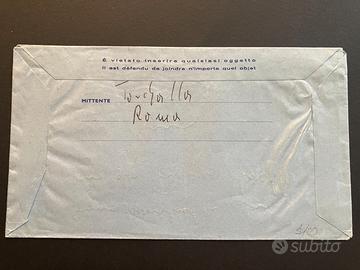 È vietato inserire qualsiasi oggetto
Il est défendu de joindre n'importe quel objet
MITTENTE
Roma
subito